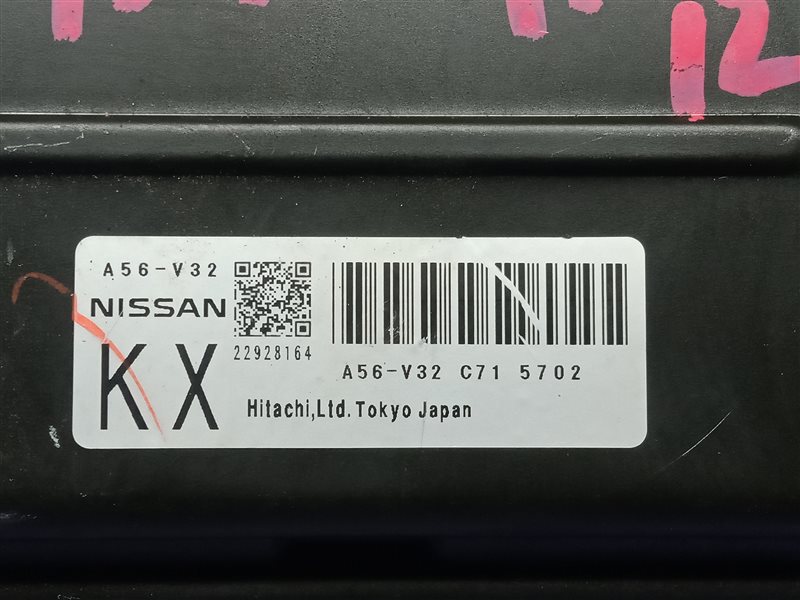 12
A56-V32
NISSAN
22928164
KX
A56-V32 C71 5702
Hitachi,Ltd. Tokyo Japan